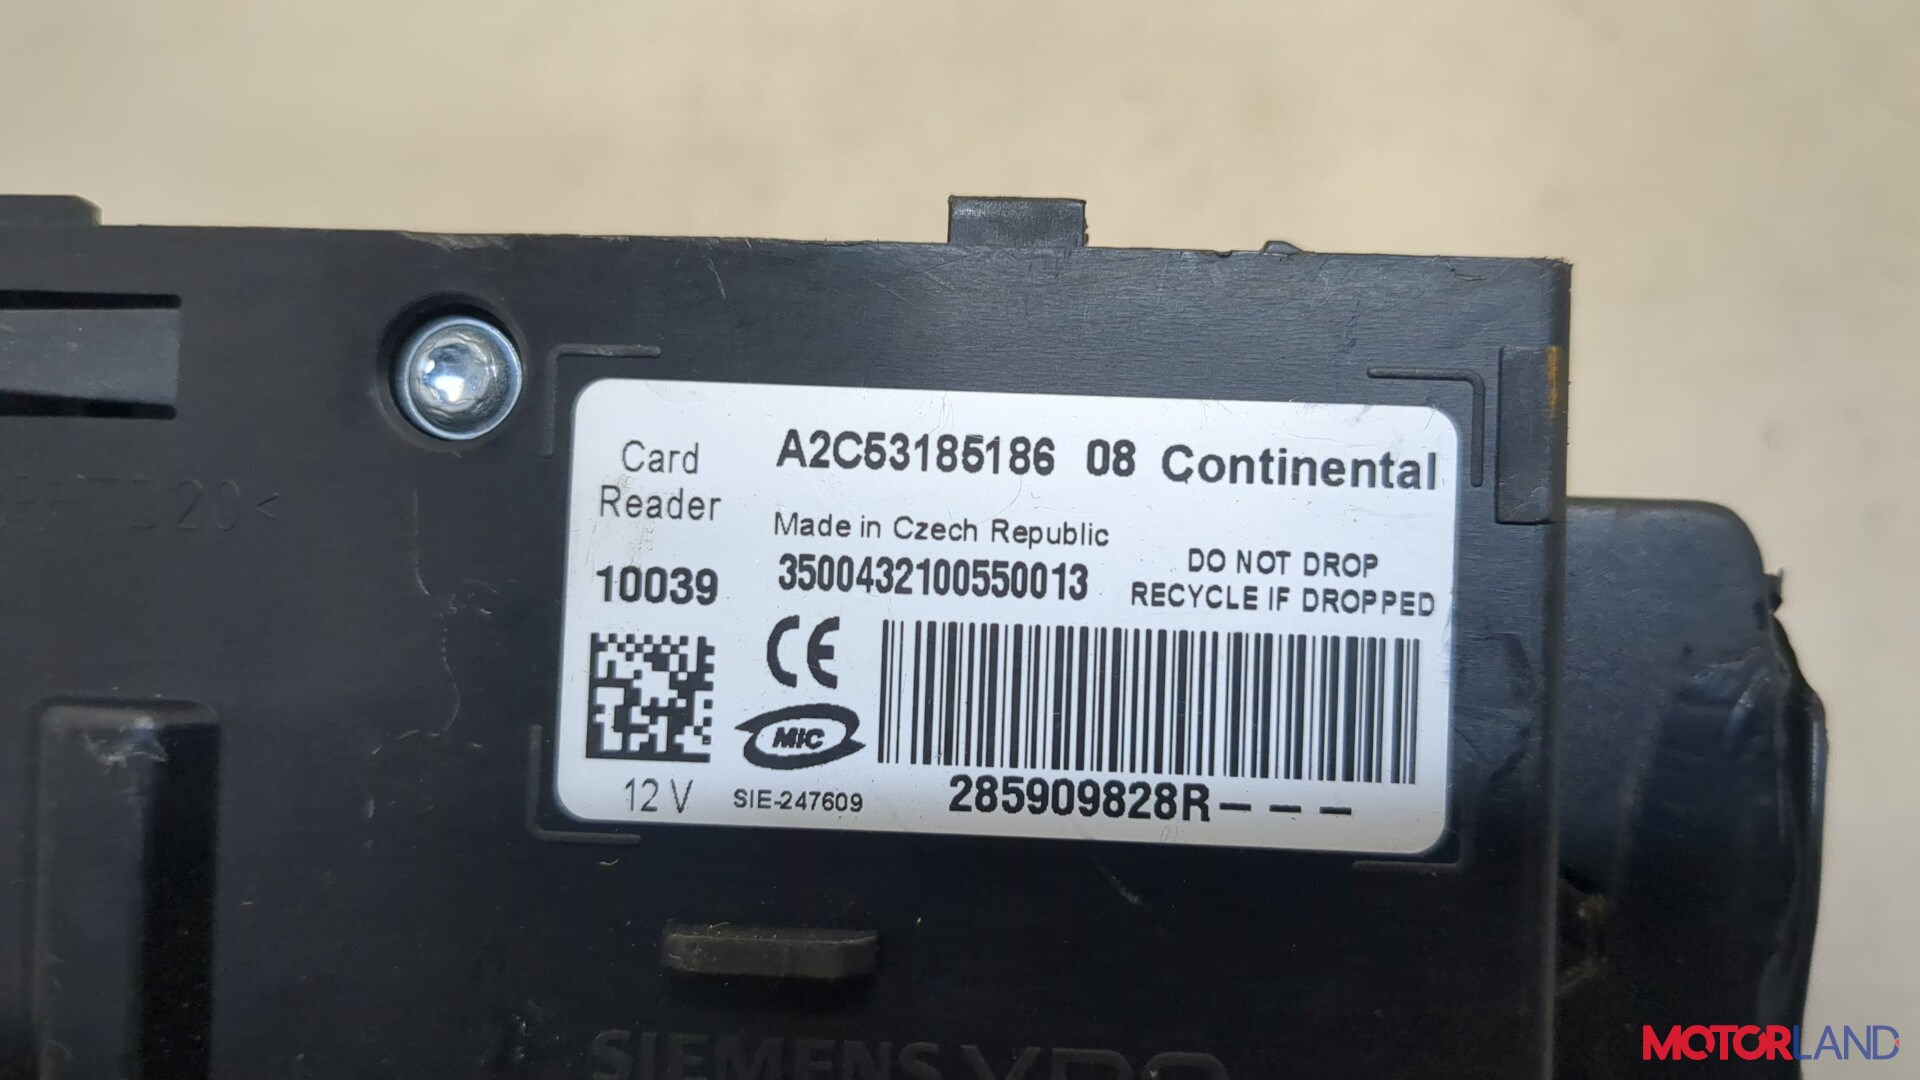 Card
Reader
A2C53185186 08 Continental
Made in Czech Republic
10039
3500432100550013
DO NOT DROP
RECYCLE IF DROPPED
CE
MIC
12 V
SIE-247609
285909828R– – –
SIEMENS VDO
MOTORLAND